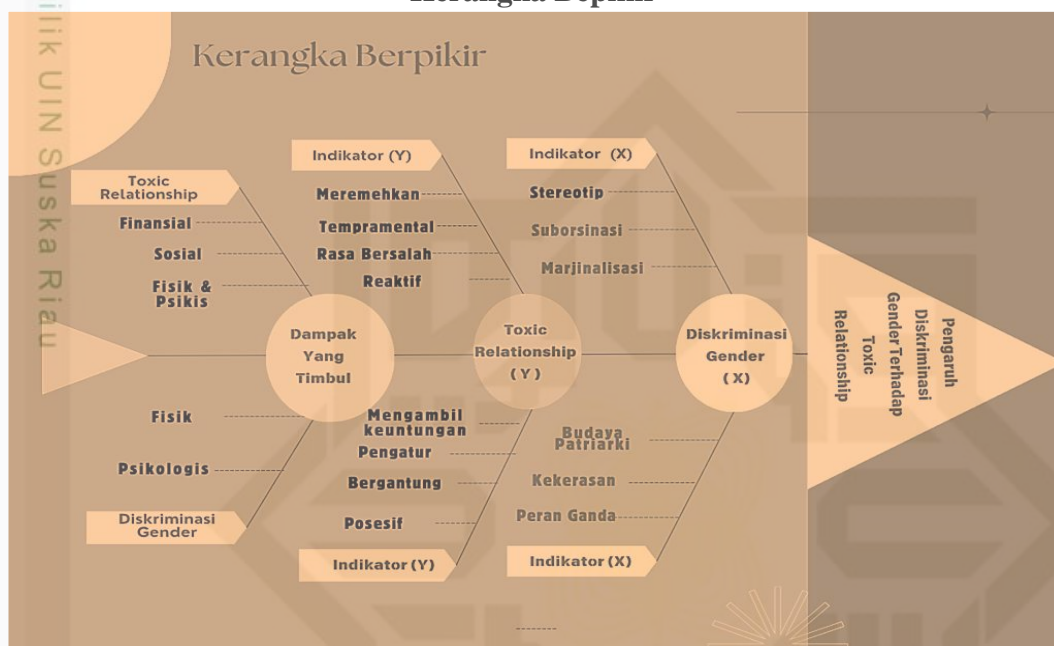 Kerangka Bepikir
ilik UIN Suska Riau
Kerangka Berpikir
Toxic
Relationship
Finansial
Sosial
Fisik &
Psikis
Indikator (Y)
Meremehkan
Tempramental
Rasa Bersalah
Reaktif
Indikator (X)
Stereotip
Suborsinasi
Marjinalisasi
Dampak
Yang
Timbul
Toxic
Relationship
(Y)
Diskriminasi
Gender
(X)
Pengaruh
Diskriminasi
Gender Terhadap
Toxic
Relationship
Fisik
Psikologis
Diskriminasi
Gender
Mengambil
keuntungan
Pengatur
Bergantung
Posesif
Indikator (Y)
Budaya
Patriarki
Kekerasan
Peran Ganda
Indikator (X)